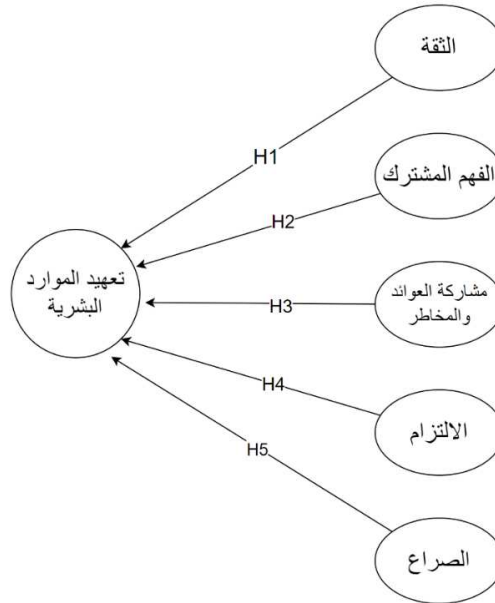 الثقة
H1
الفهم المشترك
H2
تعهيد الموارد
البشرية
مشاركة العوائد
والمخاطر
H3
H4
الالتزام
H5
الصراع